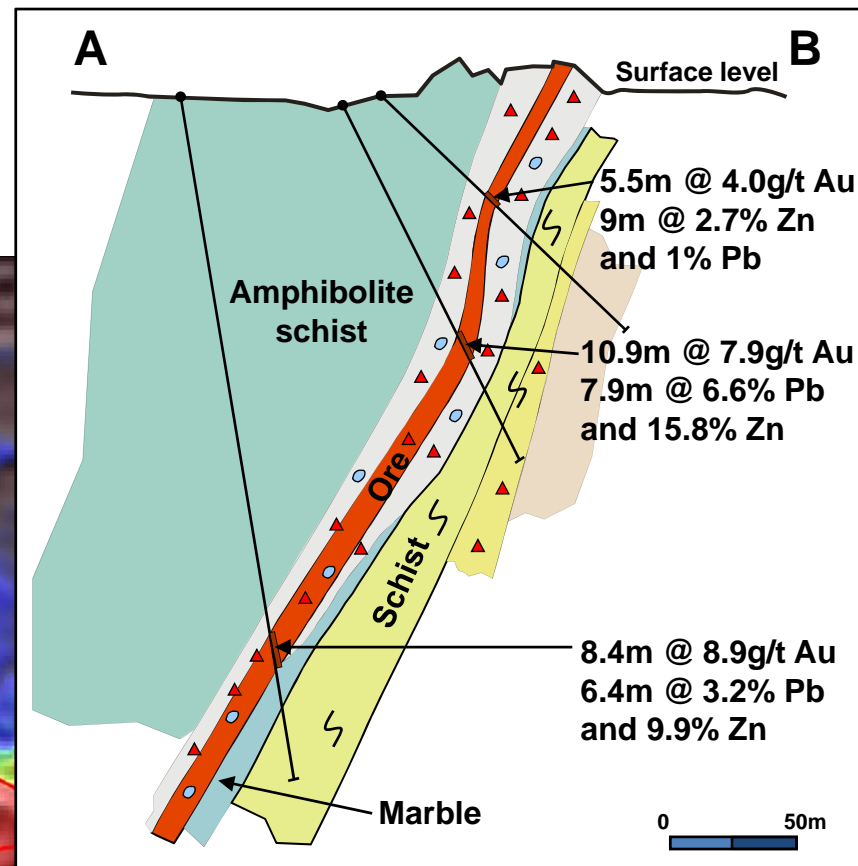 A
B
Surface level
5.5m @ 4.0g/t Au
9m @ 2.7% Zn
and 1% Pb
Amphibolite
schist
10.9m @ 7.9g/t Au
7.9m @ 6.6% Pb
and 15.8% Zn
Ore
Schist
8.4m @ 8.9g/t Au
6.4m @ 3.2% Pb
and 9.9% Zn
Marble
0
50m